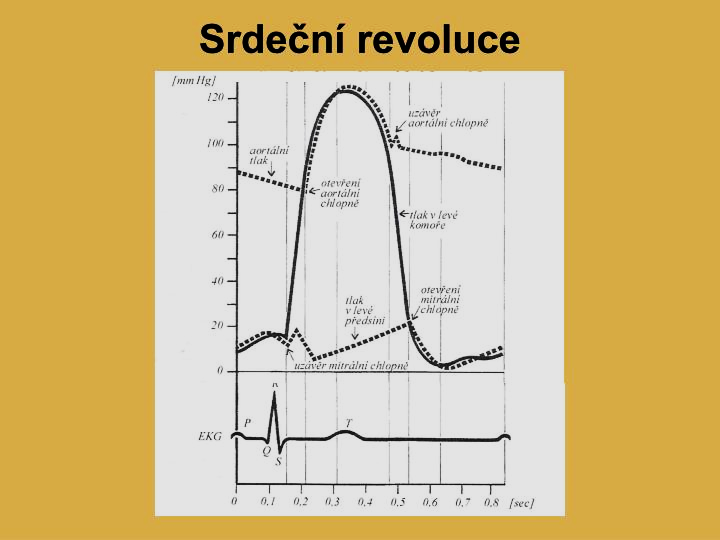 Srdeční revoluce
[mm Hg]
120
100
80
60
40
20
0
aortální
tlak
uzávěr
aortální chlopně
otevření
aortální
chlopně
tlak v levé
komoře
tlak
v levé
předsíni
otevření
mitrální
chlopně
uzávěr mitrální chlopně
EKG
P
Q
S
T
0 0,1 0,2 0,3 0,4 0,5 0,6 0,7 0,8 [sec]